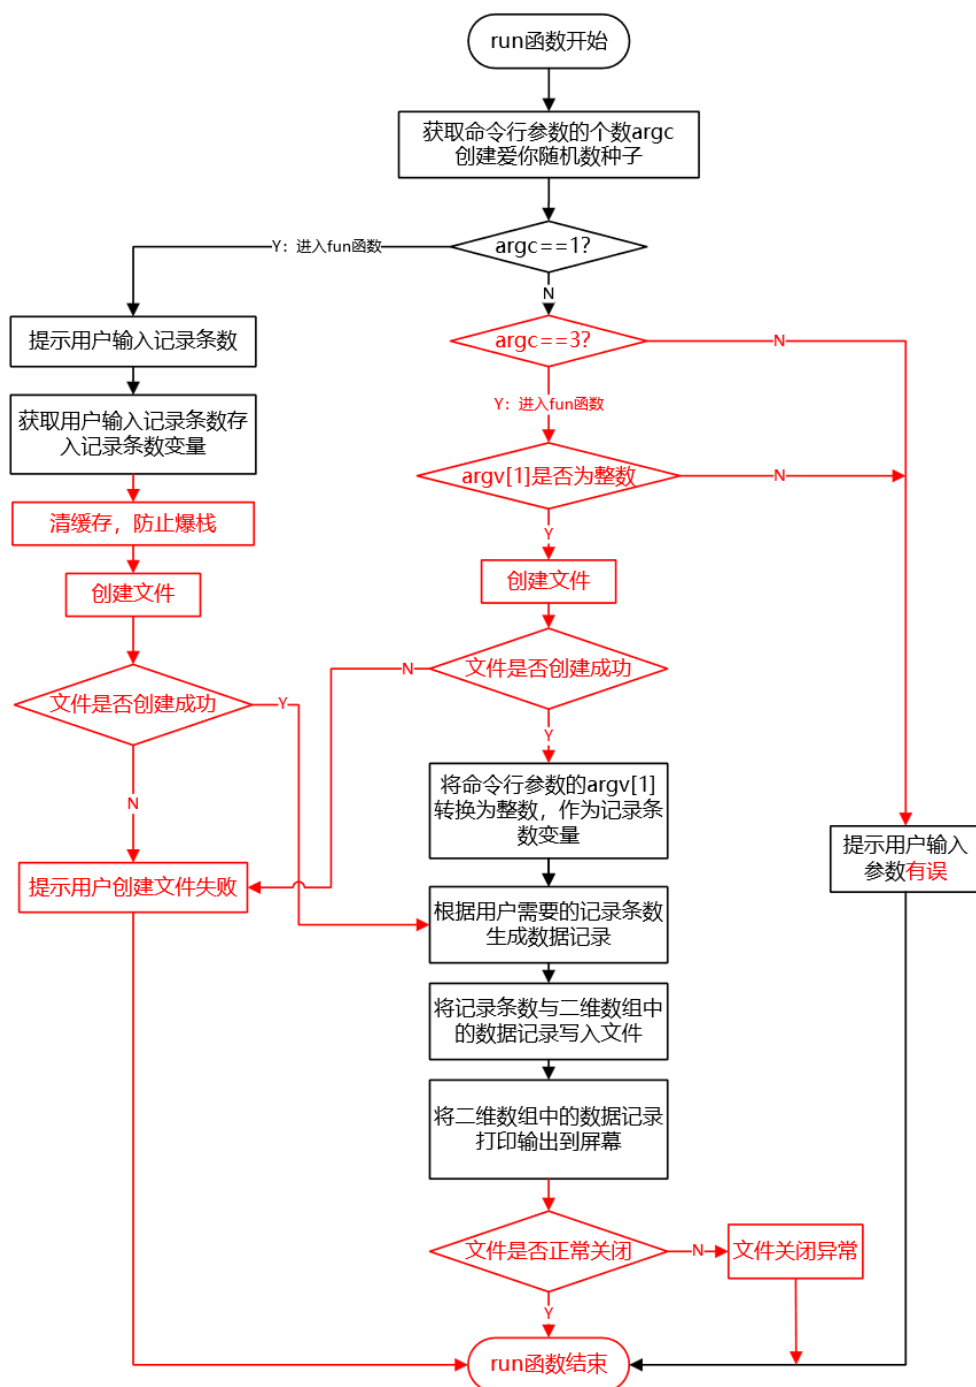 run函数开始
获取命令行参数的个数argc
创建爱你随机数种子
argc==1?
Y：进入fun函数
N
提示用户输入记录条数
argc==3?
N
获取用户输入记录条数存
入记录条数变量
Y：进入fun函数
argv[1]是否为整数
N
清缓存，防止爆栈
Y
创建文件
创建文件
文件是否创建成功
N
文件是否创建成功
Y
Y
将命令行参数的argv[1]
转换为整数，作为记录条
数变量
N
提示用户输入
参数有误
提示用户创建文件失败
根据用户需要的记录条数
生成数据记录
将记录条数与二维数组中
的数据记录写入文件
将二维数组中的数据记录
打印输出到屏幕
文件是否正常关闭
N
文件关闭异常
Y
run函数结束